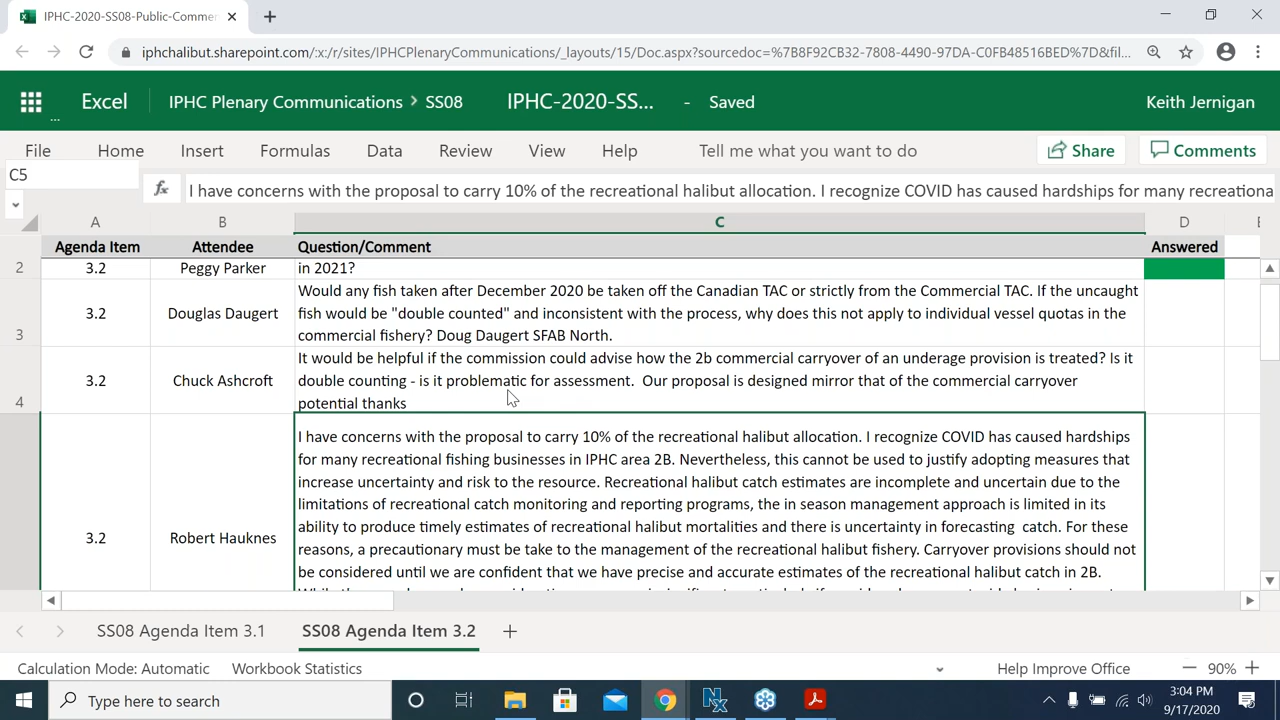 IPHC-2020-SS08-Public-Commen
iphchalibut.sharepoint.com/:x:/r/sites/IPHCPlenaryCommunications/_layouts/15/Doc.aspx?sourcedoc=%7B8F92CB32-7808-4490-97DA-C0FB48516BED%7D&fil...
Excel IPHC Plenary Communications > SS08 IPHC-2020-SS... - Saved Keith Jernigan
File Home Insert Formulas Data Review View Help Tell me what you want to do Share Comments
C5
fx I have concerns with the proposal to carry 10% of the recreational halibut allocation. I recognize COVID has caused hardships for many recreationa
A B C D E
Agenda Item Attendee Question/Comment Answered
2 3.2 Peggy Parker in 2021?
Would any fish taken after December 2020 be taken off the Canadian TAC or strictly from the Commercial TAC. If the uncaught
3.2 Douglas Daugert fish would be "double counted" and inconsistent with the process, why does this not apply to individual vessel quotas in the
3 commercial fishery? Doug Daugert SFAB North.
It would be helpful if the commission could advise how the 2b commercial carryover of an underage provision is treated? Is it
3.2 Chuck Ashcroft double counting - is it problematic for assessment. Our proposal is designed mirror that of the commercial carryover
4 potential thanks
I have concerns with the proposal to carry 10% of the recreational halibut allocation. I recognize COVID has caused hardships
for many recreational fishing businesses in IPHC area 2B. Nevertheless, this cannot be used to justify adopting measures that
increase uncertainty and risk to the resource. Recreational halibut catch estimates are incomplete and uncertain due to the
limitations of recreational catch monitoring and reporting programs, the in season management approach is limited in its
ability to produce timely estimates of recreational halibut mortalities and there is uncertainty in forecasting catch. For these
3.2 Robert Hauknes
reasons, a precautionary must be take to the management of the recreational halibut fishery. Carryover provisions should not
be considered until we are confident that we have precise and accurate estimates of the recreational halibut catch in 2B.
SS08 Agenda Item 3.1 SS08 Agenda Item 3.2
Calculation Mode: Automatic Workbook Statistics Help Improve Office 90%
Type here to search
3:04 PM
9/17/2020